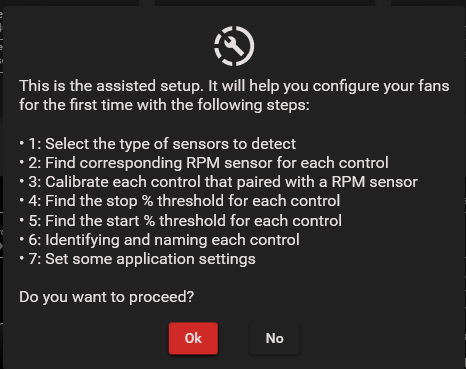 This is the assisted setup. It will help you configure your fans
for the first time with the following steps:
• 1: Select the type of sensors to detect
• 2: Find corresponding RPM sensor for each control
• 3: Calibrate each control that paired with a RPM sensor
• 4: Find the stop % threshold for each control
• 5: Find the start % threshold for each control
• 6: Identifying and naming each control
• 7: Set some application settings
Do you want to proceed?
Ok No